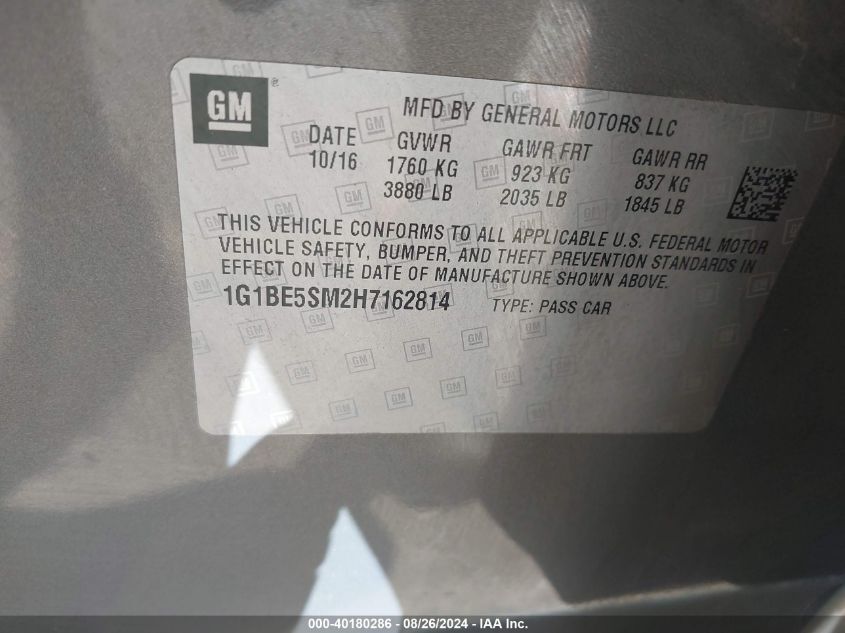 GM
MFD BY GENERAL MOTORS LLC
DATE GVWR GAWR FRT GAWR RR
10/16 1760 KG 923 KG 837 KG
3880 LB 2035 LB 1845 LB
THIS VEHICLE CONFORMS TO ALL APPLICABLE U.S. FEDERAL MOTOR
VEHICLE SAFETY, BUMPER, AND THEFT PREVENTION STANDARDS IN
EFFECT ON THE DATE OF MANUFACTURE SHOWN ABOVE.
1G1BE5SM2H7162814 TYPE: PASS CAR
000-40180286 - 08/26/2024 - IAA Inc.